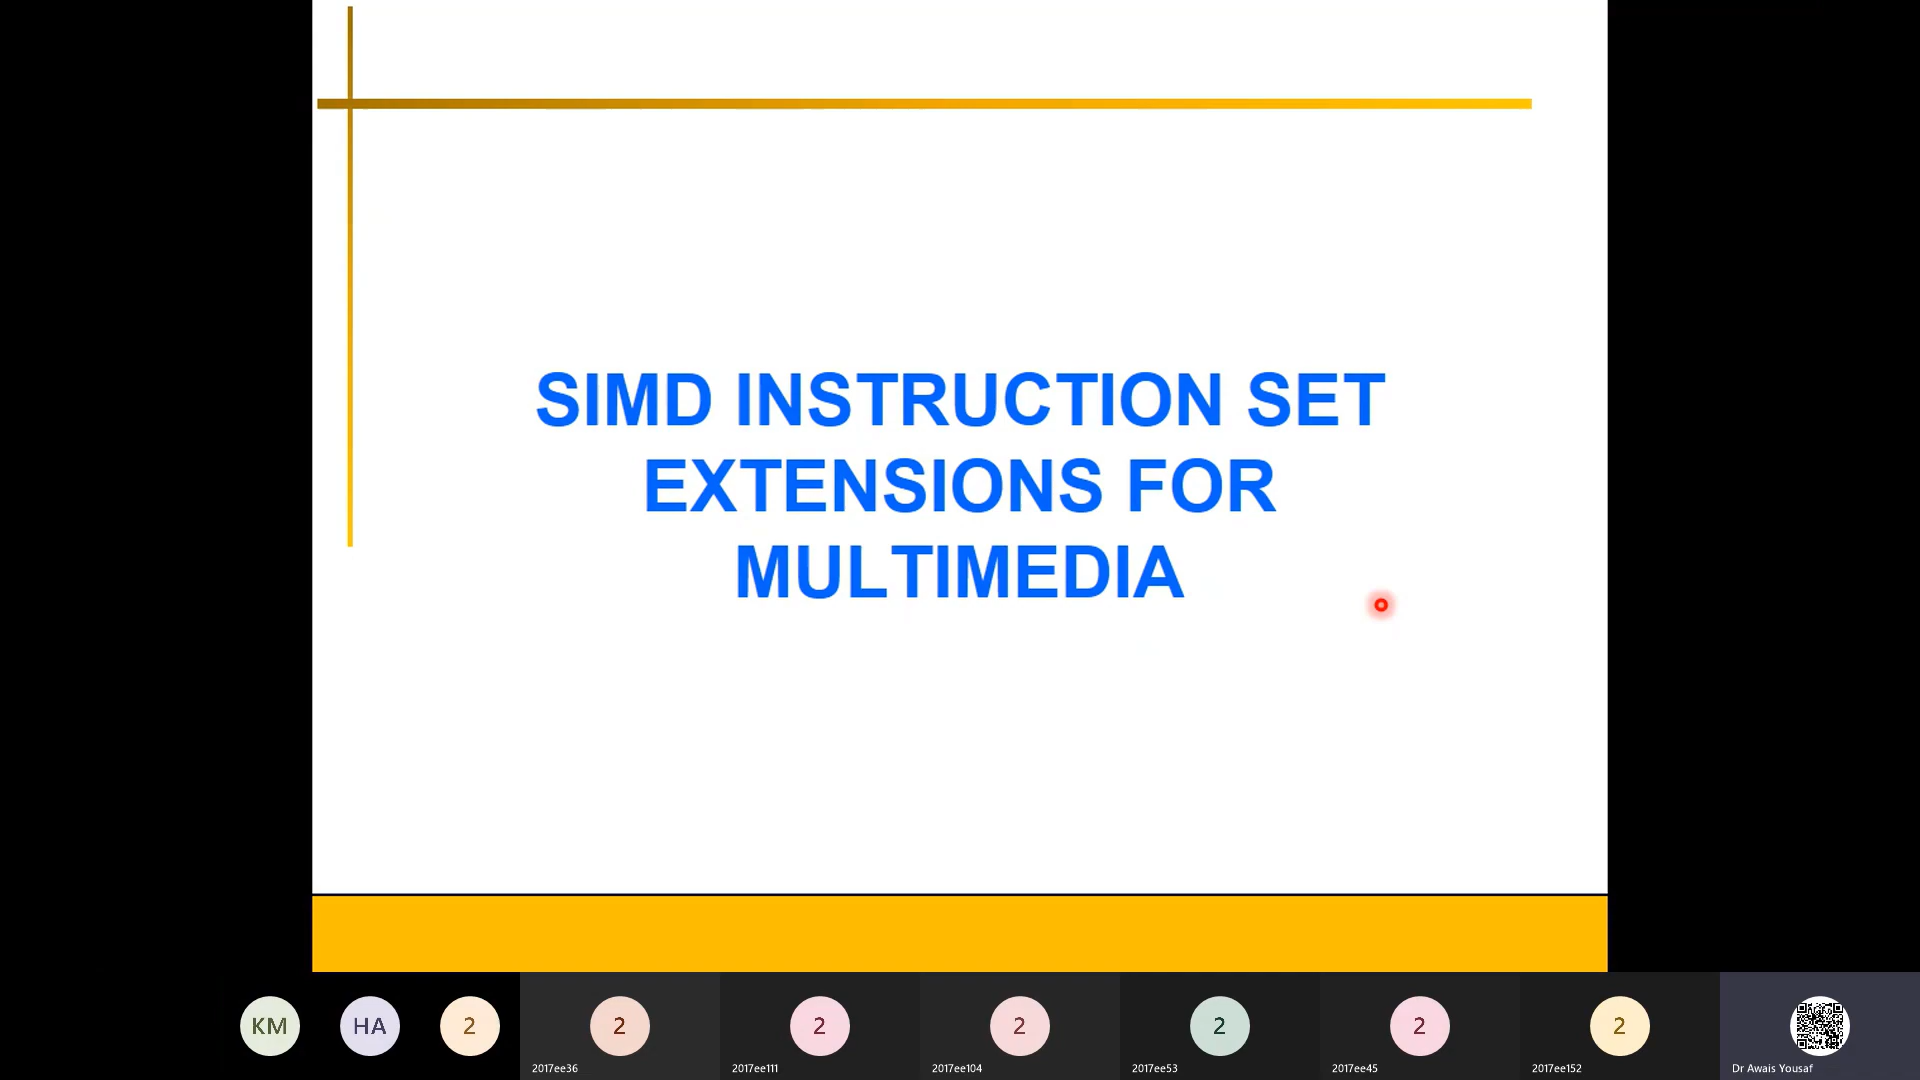 SIMD INSTRUCTION SET
EXTENSIONS FOR
MULTIMEDIA
KM
HA
2
2
2
2
2
2
2
2017ee36
2017ee111
2017ee104
2017ee53
2017ee45
2017ee152
Dr Awais Yousaf